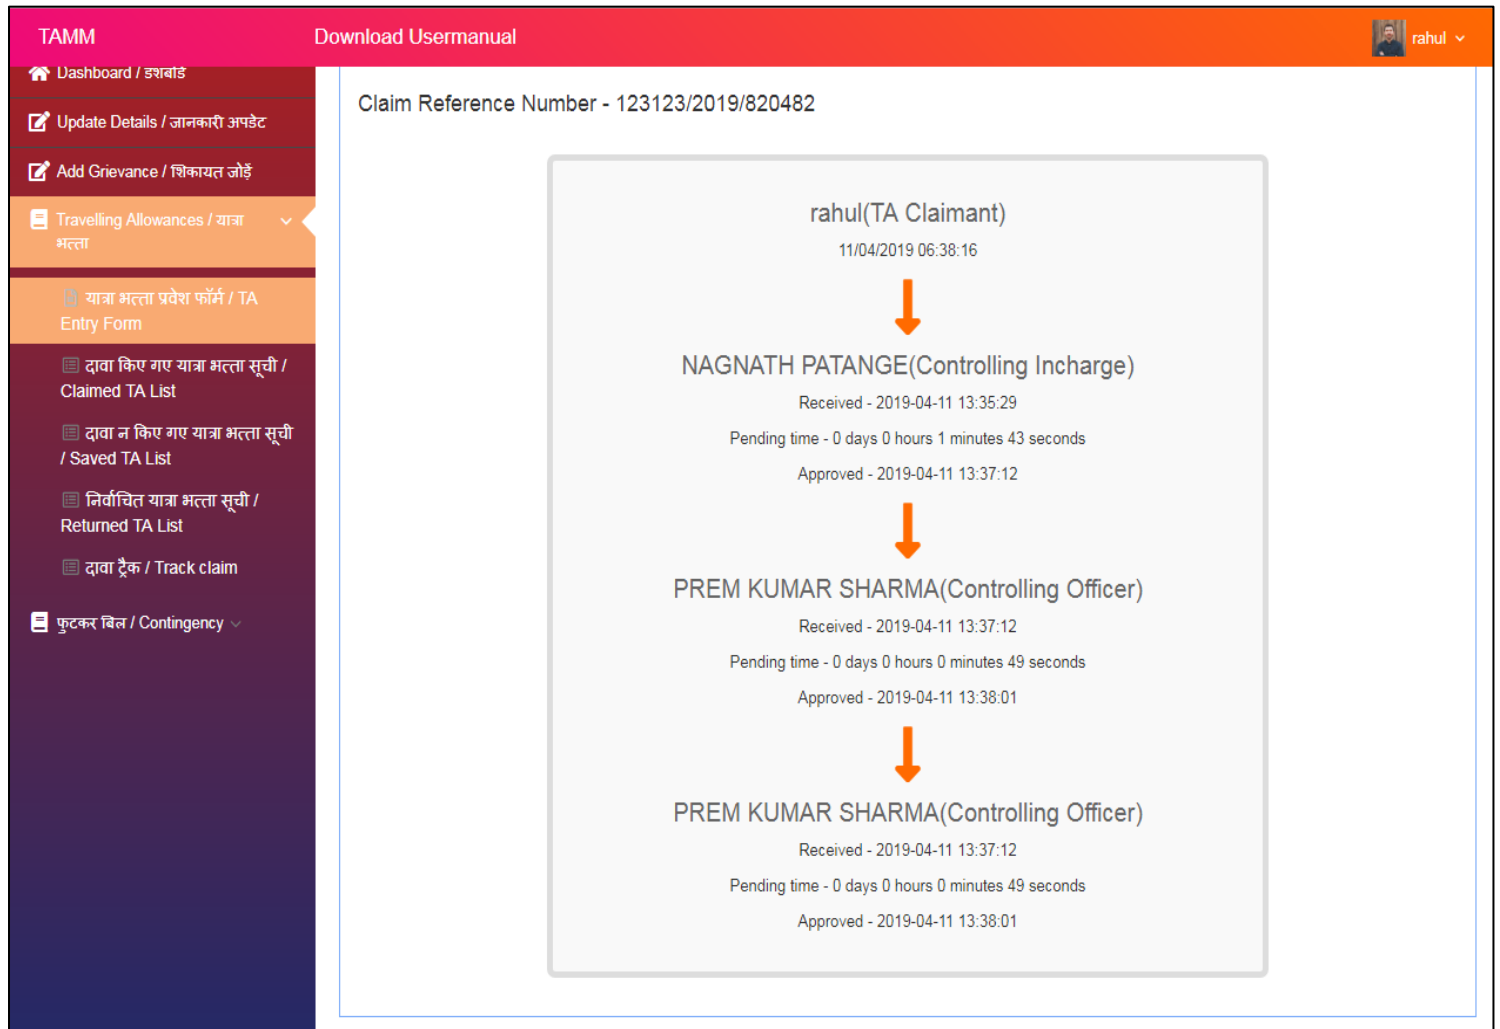 TAMM
Download Usermanual
rahul
Dashboard / डैशबोर्ड
Update Details / जानकारी अपडेट
Add Grievance / शिकायत जोड़ें
Travelling Allowances / यात्रा
भत्ता
यात्रा भत्ता प्रवेश फॉर्म / TA
Entry Form
दावा किए गए यात्रा भत्ता सूची /
Claimed TA List
दावा न किए गए यात्रा भत्ता सूची
/ Saved TA List
निर्वाचित यात्रा भत्ता सूची /
Returned TA List
दावा ट्रैक / Track claim
फुटकर बिल / Contingency
Claim Reference Number - 123123/2019/820482
rahul(TA Claimant)
11/04/2019 06:38:16
NAGNATH PATANGE(Controlling Incharge)
Received - 2019-04-11 13:35:29
Pending time - 0 days 0 hours 1 minutes 43 seconds
Approved - 2019-04-11 13:37:12
PREM KUMAR SHARMA(Controlling Officer)
Received - 2019-04-11 13:37:12
Pending time - 0 days 0 hours 0 minutes 49 seconds
Approved - 2019-04-11 13:38:01
PREM KUMAR SHARMA(Controlling Officer)
Received - 2019-04-11 13:37:12
Pending time - 0 days 0 hours 0 minutes 49 seconds
Approved - 2019-04-11 13:38:01